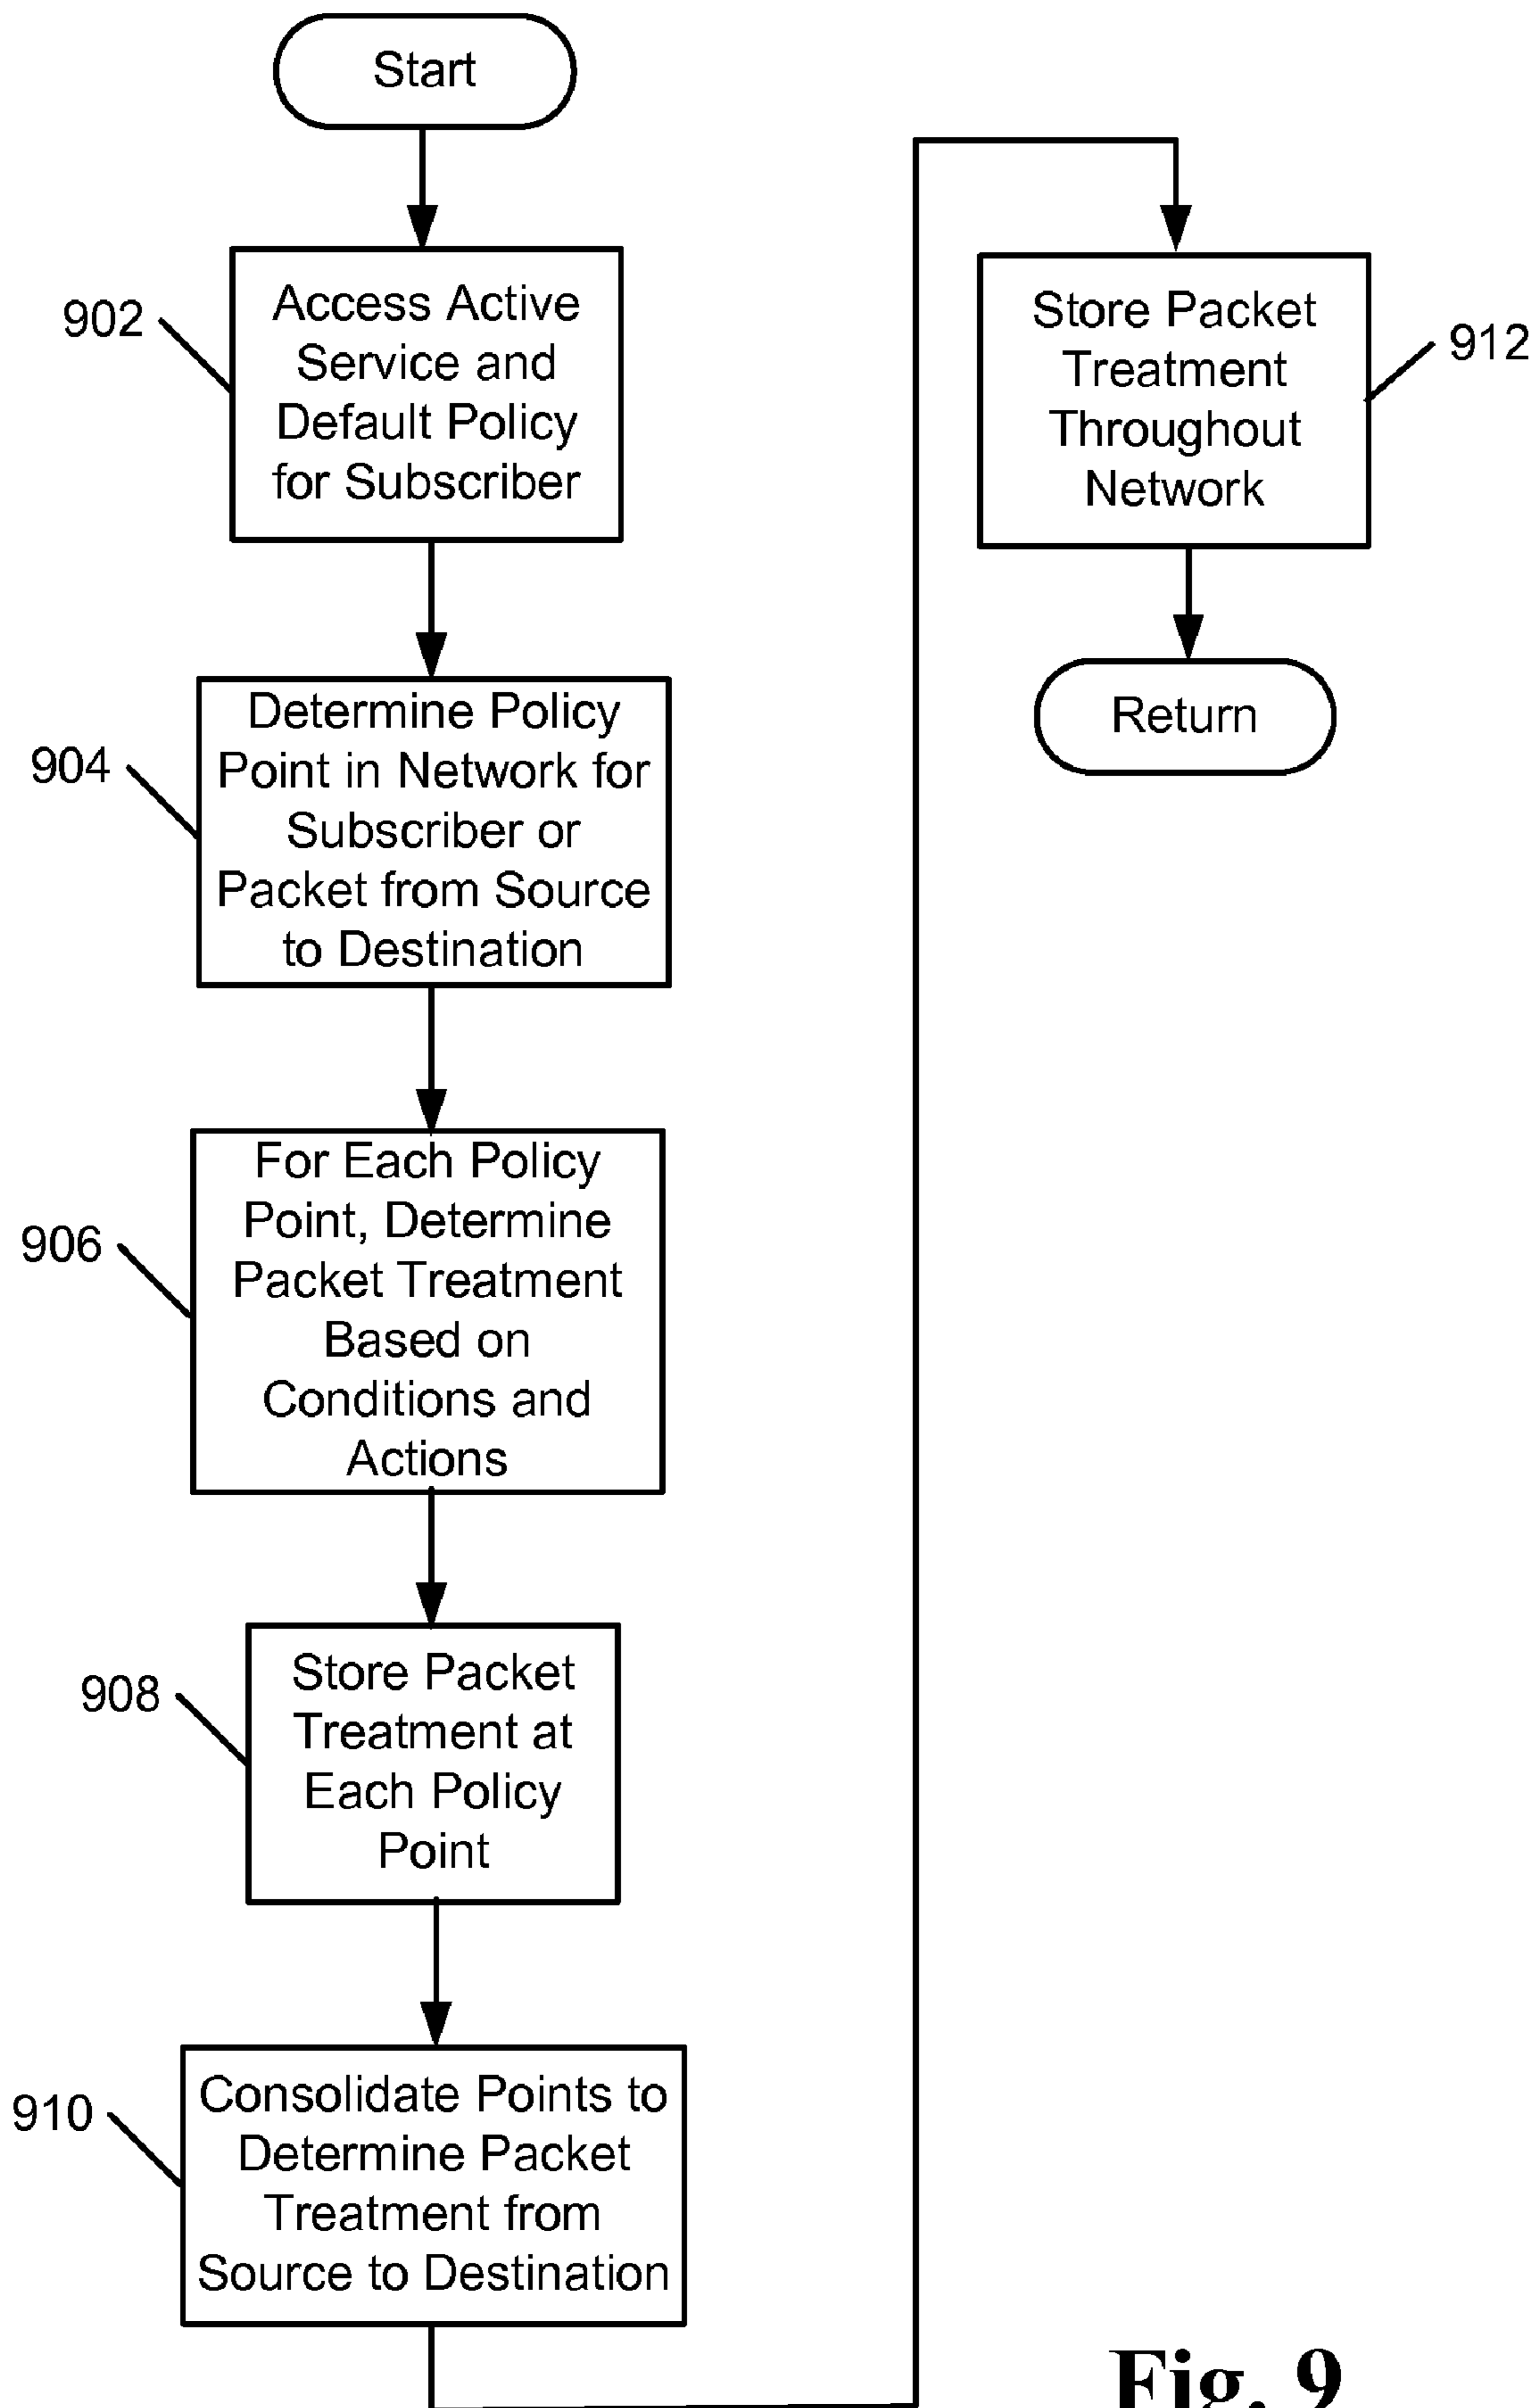 Start
902
Access Active
Service and
Default Policy
for Subscriber
904
Determine Policy
Point in Network for
Subscriber or
Packet from Source
to Destination
906
For Each Policy
Point, Determine
Packet Treatment
Based on
Conditions and
Actions
908
Store Packet
Treatment at
Each Policy
Point
910
Consolidate Points to
Determine Packet
Treatment from
Source to Destination
Store Packet
Treatment
Throughout
Network
912
Return
Fig. 9